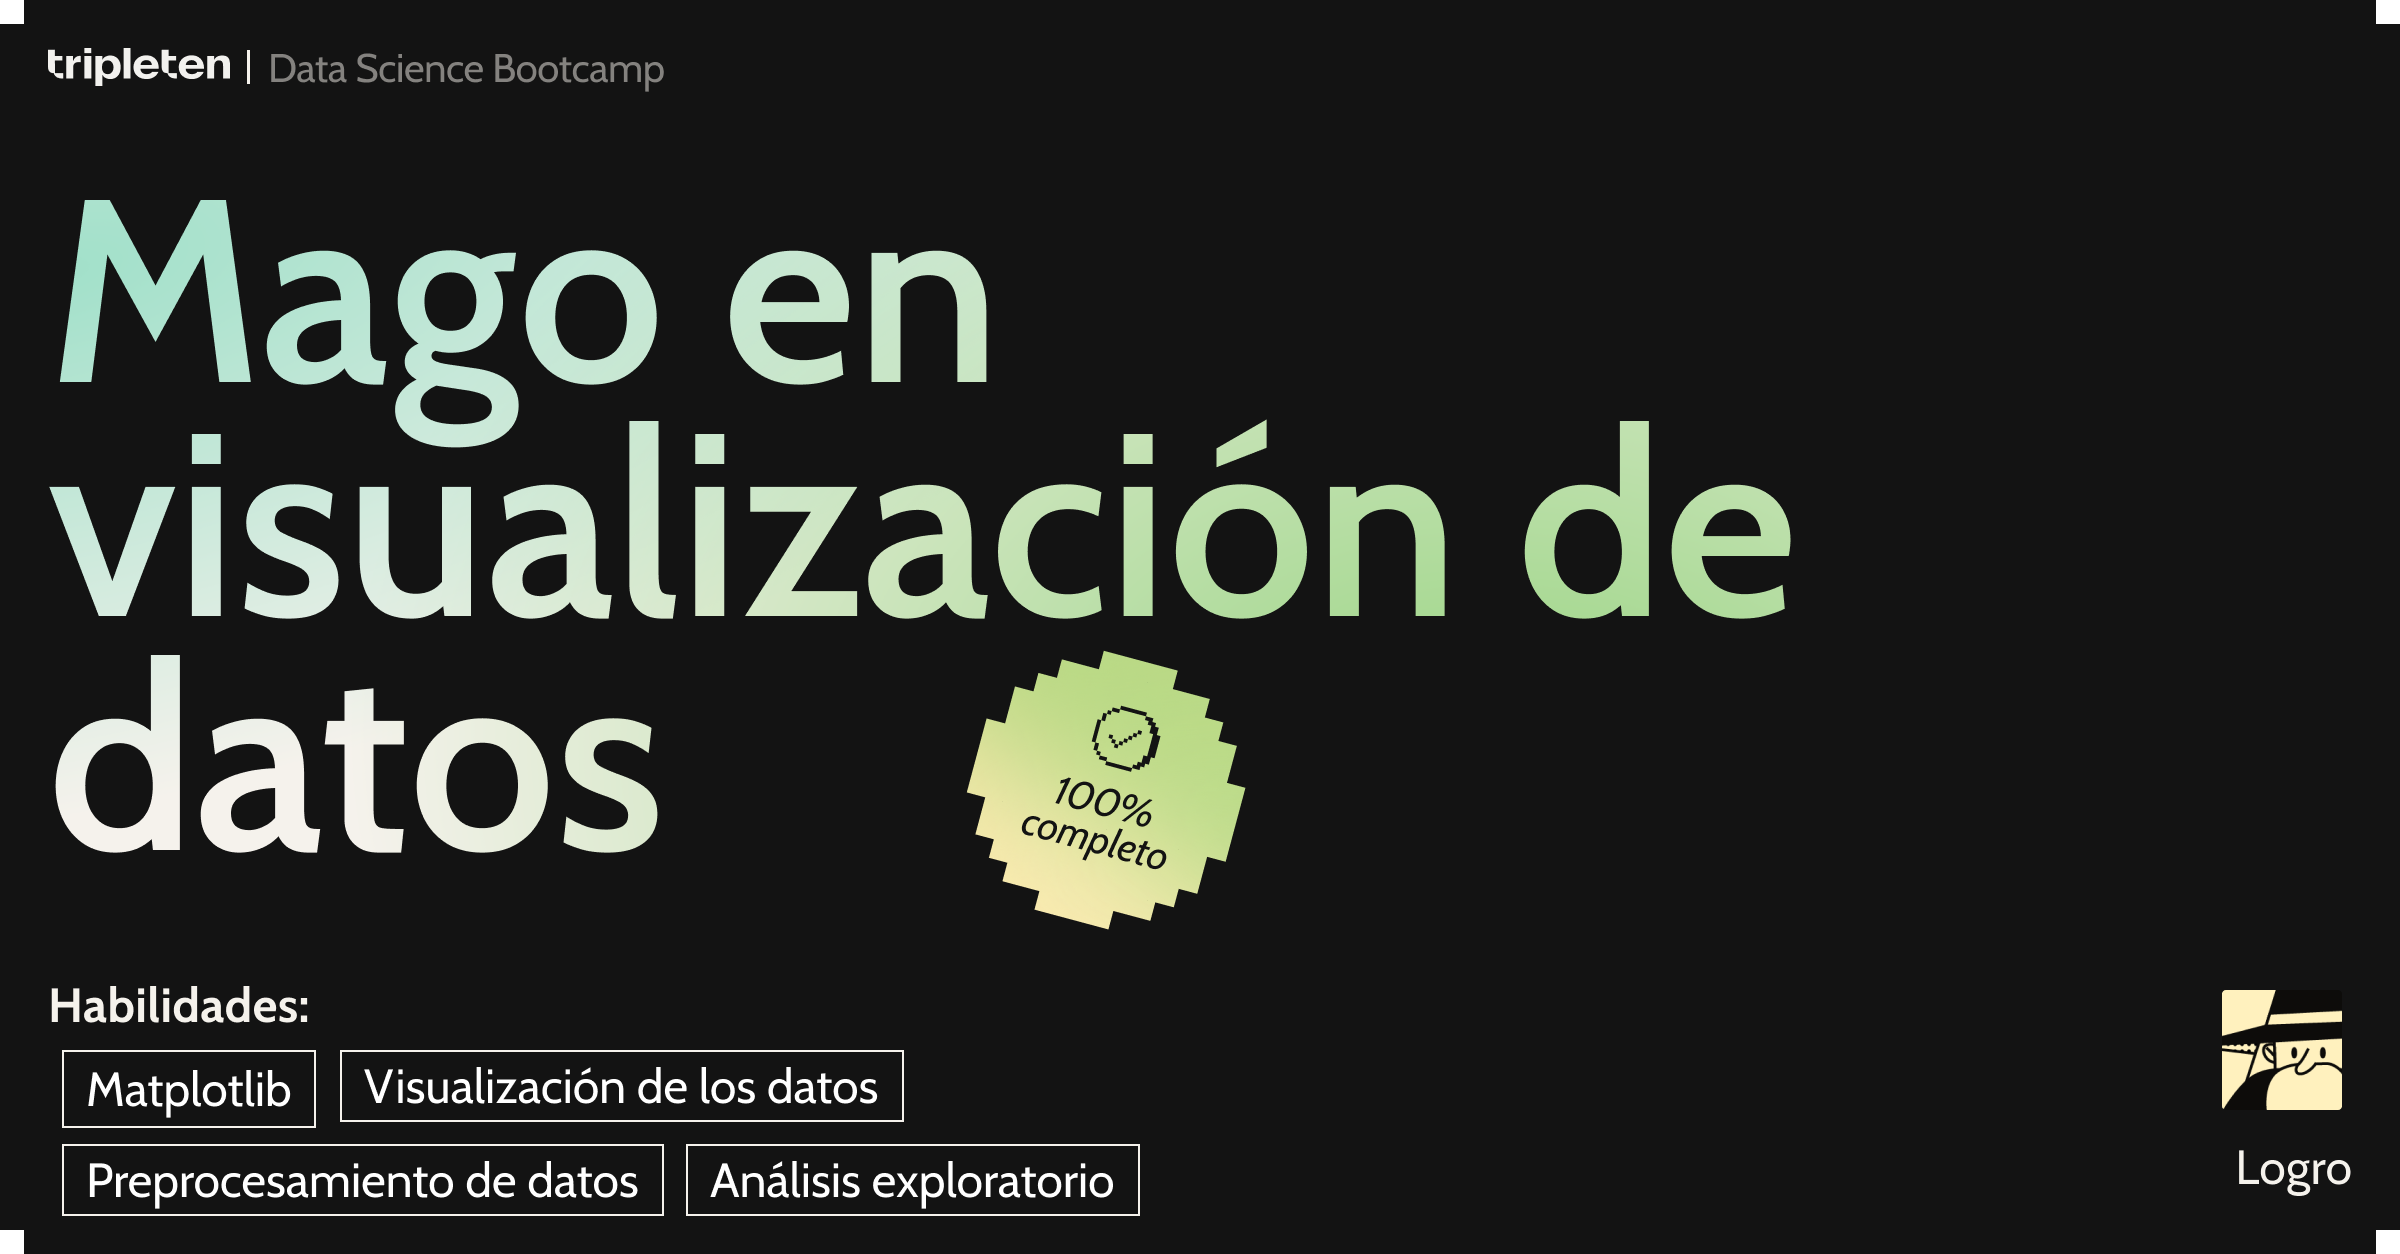 tripleten | Data Science Bootcamp
Mago en
visualización de
datos
100%
completo
Habilidades:
Matplotlib
Visualización de los datos
Preprocesamiento de datos
Análisis exploratorio
Logro